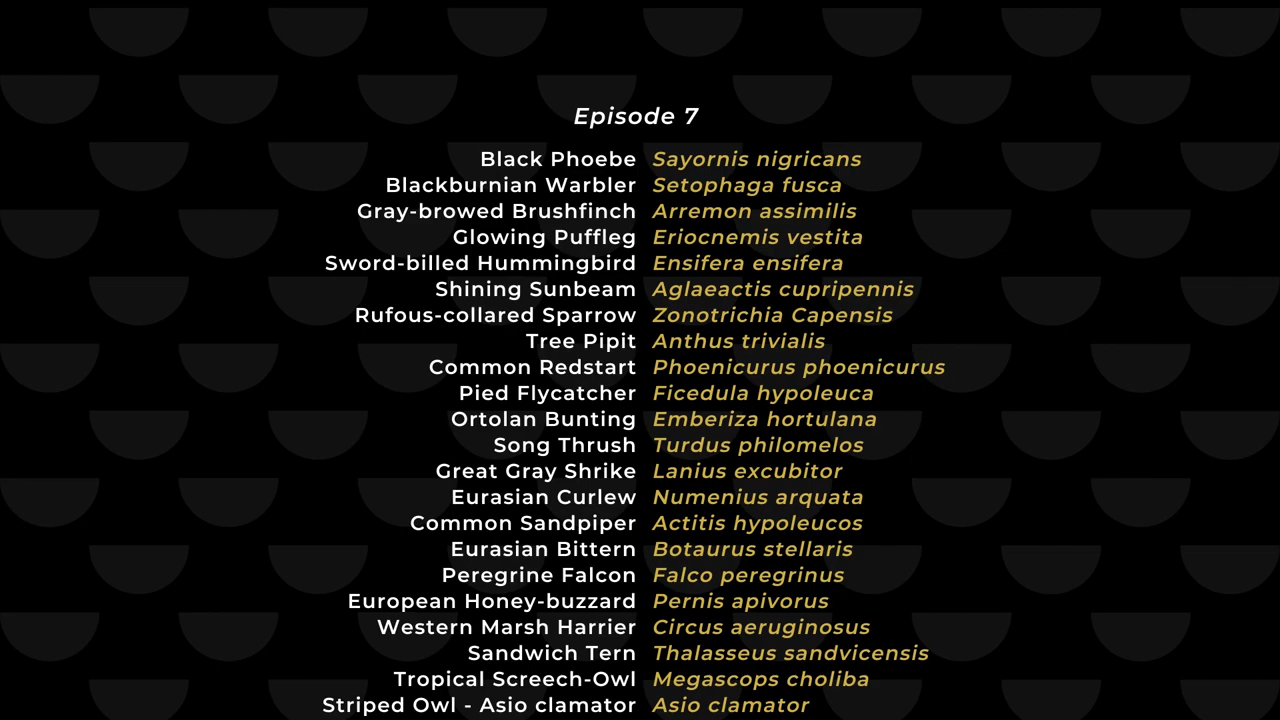 Episode 7
Black Phoebe Sayornis nigricans
Blackburnian Warbler Setophaga fusca
Gray-browed Brushfinch Arremon assimilis
Glowing Puffleg Eriocnemis vestita
Sword-billed Hummingbird Ensifera ensifera
Shining Sunbeam Aglaeactis cupripennis
Rufous-collared Sparrow Zonotrichia Capensis
Tree Pipit Anthus trivialis
Common Redstart Phoenicurus phoenicurus
Pied Flycatcher Ficedula hypoleuca
Ortolan Bunting Emberiza hortulana
Song Thrush Turdus philomelos
Great Gray Shrike Lanius excubitor
Eurasian Curlew Numenius arquata
Common Sandpiper Actitis hypoleucos
Eurasian Bittern Botaurus stellaris
Peregrine Falcon Falco peregrinus
European Honey-buzzard Pernis apivorus
Western Marsh Harrier Circus aeruginosus
Sandwich Tern Thalasseus sandvicensis
Tropical Screech-Owl Megascops choliba
Striped Owl - Asio clamator Asio clamator